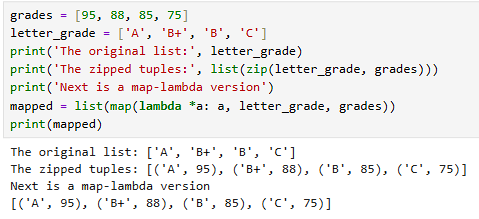 grades = [95, 88, 85, 75]
letter_grade = ['A', 'B+', 'B', 'C']
print('The original list:', letter_grade)
print('The zipped tuples:', list(zip(letter_grade, grades)))
print('Next is a map-lambda version')
mapped = list(map(lambda *a: a, letter_grade, grades))
print(mapped)
The original list: ['A', 'B+', 'B', 'C']
The zipped tuples: [('A', 95), ('B+', 88), ('B', 85), ('C', 75)]
Next is a map-lambda version
[('A', 95), ('B+', 88), ('B', 85), ('C', 75)]